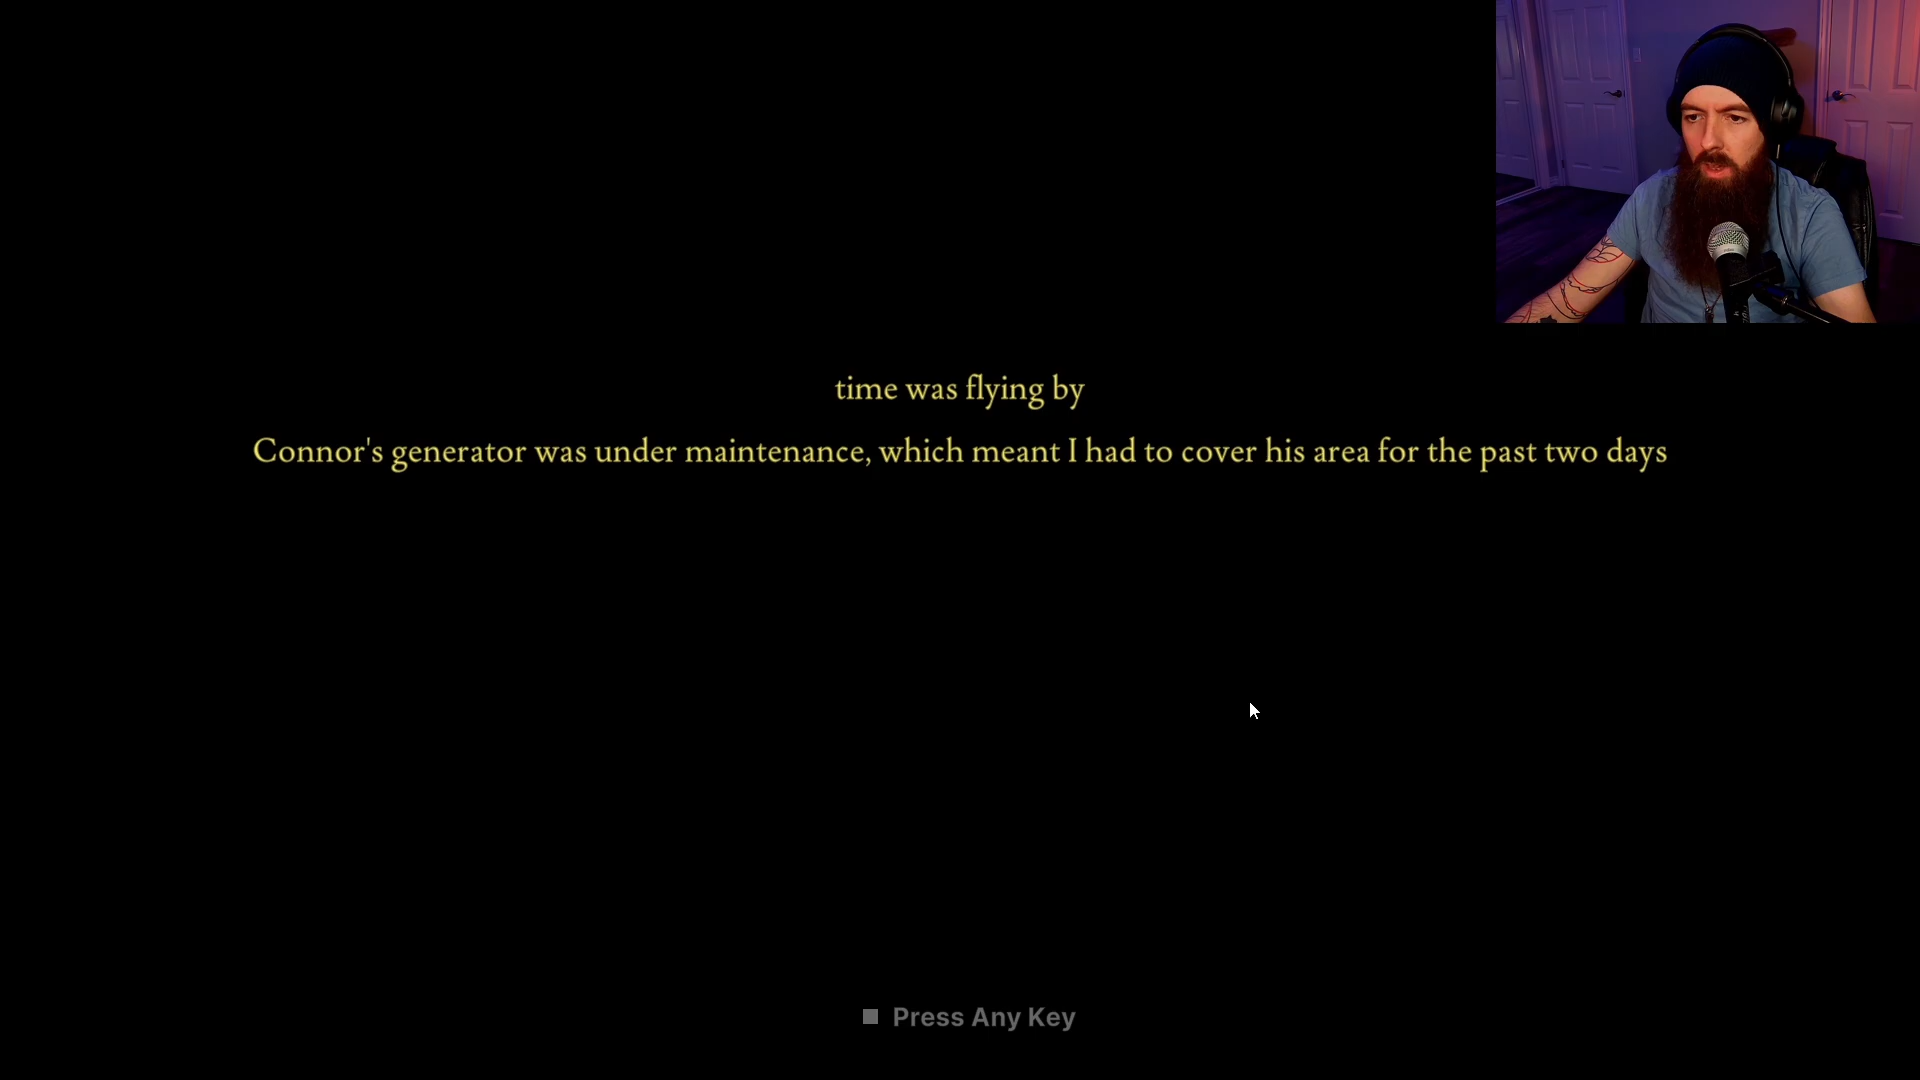 time was flying by
Connor's generator was under maintenance, which meant I had to cover his area for the past two days
Press Any Key